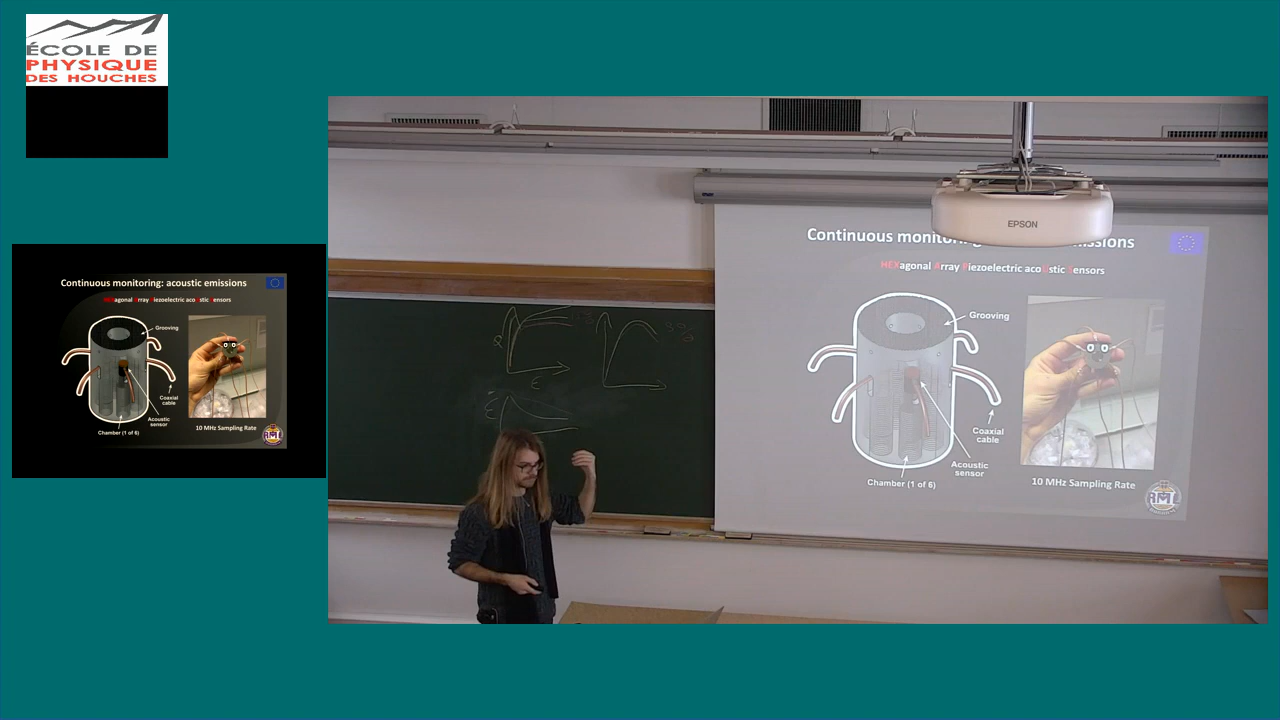 ÉCOLE DE
PHYSIQUE
DES HOUCHES
Continuous monitoring: acoustic emissions
HEXagonal Array Piezoelectric acoUstic Sensors
Grooving
Coaxial
cable
Acoustic
sensor
Chamber (1 of 6)
10 MHz Sampling Rate
RML
EPSON
Continuous monitoring emissions
HEXagonal Array Piezoelectric acoUstic Sensors
Grooving
Coaxial
cable
Acoustic
sensor
Chamber (1 of 6)
10 MHz Sampling Rate
RML